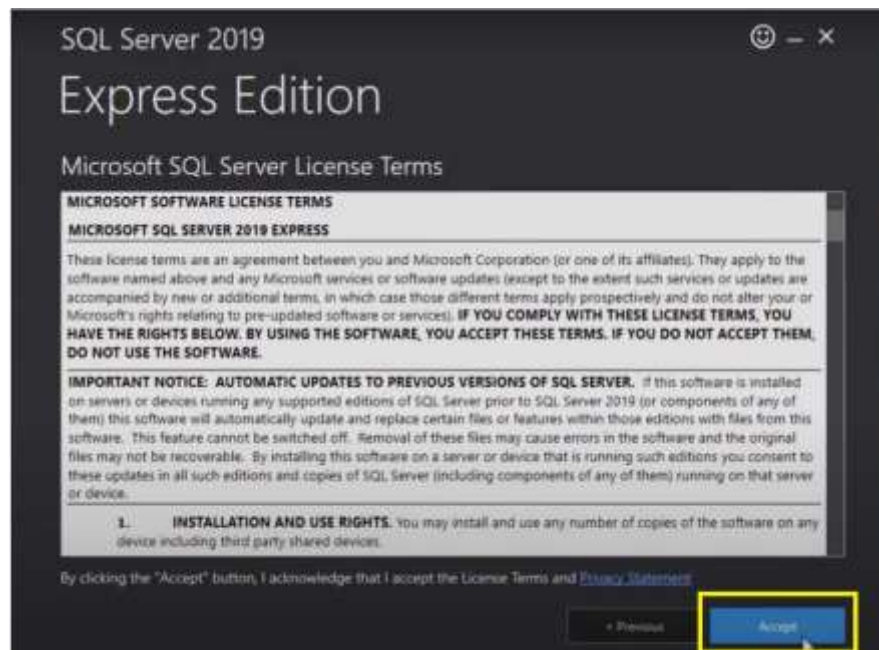 SQL Server 2019
Express Edition
Microsoft SQL Server License Terms
MICROSOFT SOFTWARE LICENSE TERMS
MICROSOFT SQL SERVER 2019 EXPRESS
These license terms are an agreement between you and Microsoft Corporation (or one of its affiliates). They apply to the
software named above and any Microsoft services or software updates (except to the extent such services or updates are
accompanied by new or additional terms, in which case those different terms apply prospectively and do not alter your or
Microsoft's rights relating to pre-updated software or services). IF YOU COMPLY WITH THESE LICENSE TERMS, YOU
HAVE THE RIGHTS BELOW. BY USING THE SOFTWARE, YOU ACCEPT THESE TERMS. IF YOU DO NOT ACCEPT THEM,
DO NOT USE THE SOFTWARE.
IMPORTANT NOTICE: AUTOMATIC UPDATES TO PREVIOUS VERSIONS OF SQL SERVER. If this software is installed
on servers or devices running any supported editions of SQL Server prior to SQL Server 2019 (or components of any of
them) this software will automatically update and replace certain files or features within those editions with files from this
software. This feature cannot be switched off. Removal of these files may cause errors in the software and the original
files may not be recoverable. By installing this software on a server or device that is running such editions you consent to
these updates in all such editions and copies of SQL Server (including components of any of them) running on that server
or device.
1. INSTALLATION AND USE RIGHTS. You may install and use any number of copies of the software on any
device including third party shared devices.
By clicking the "Accept" button, I acknowledge that I accept the License Terms and Privacy Statement
< Previous
Accept